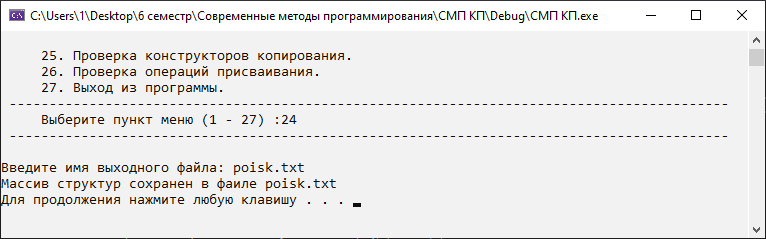 C:\Users\1\Desktop\6 семестр\Современные методы программирования\СМП КП\Debug\СМП КП.exe
25. Проверка конструкторов копирования.
26. Проверка операций присваивания.
27. Выход из программы.
------------------------------------------------------------------------------------------
Выберите пункт меню (1 - 27) :24
------------------------------------------------------------------------------------------
Введите имя выходного файла: poisk.txt
Массив структур сохранен в фаиле poisk.txt
Для продолжения нажмите любую клавишу . . .